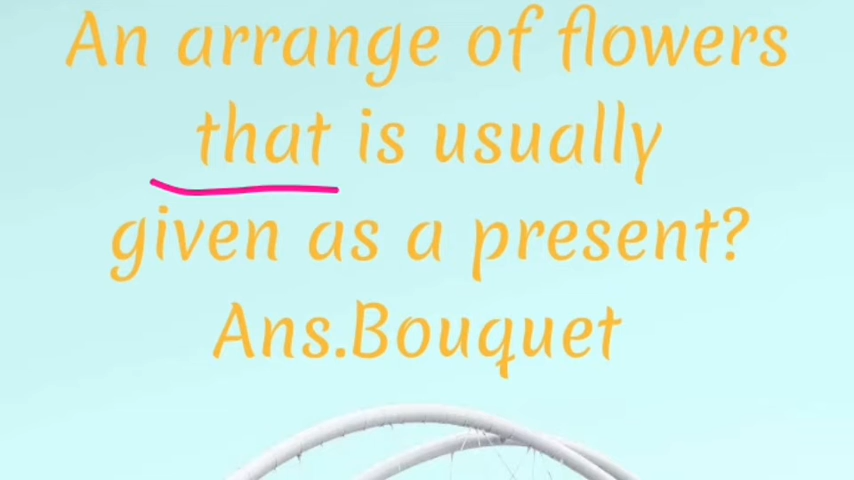 An arrange of flowers
that is usually
given as a present?
Ans.Bouquet